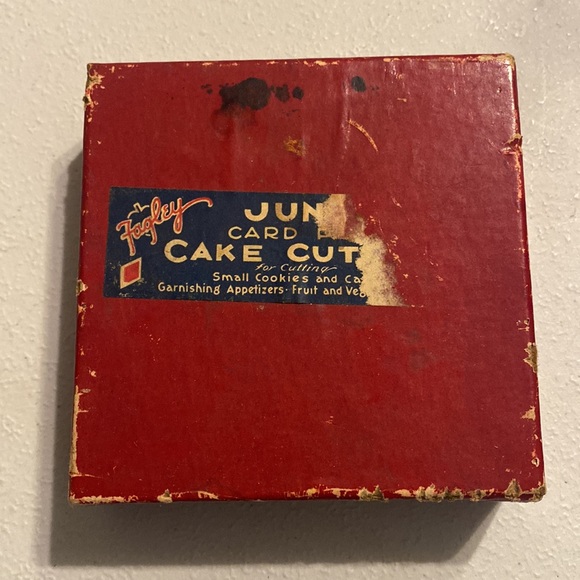 Fagley
JUN
CARD P
CAKE CUT
for Cutting
Small Cookies and Ca
Garnishing Appetizers · Fruit and Veg